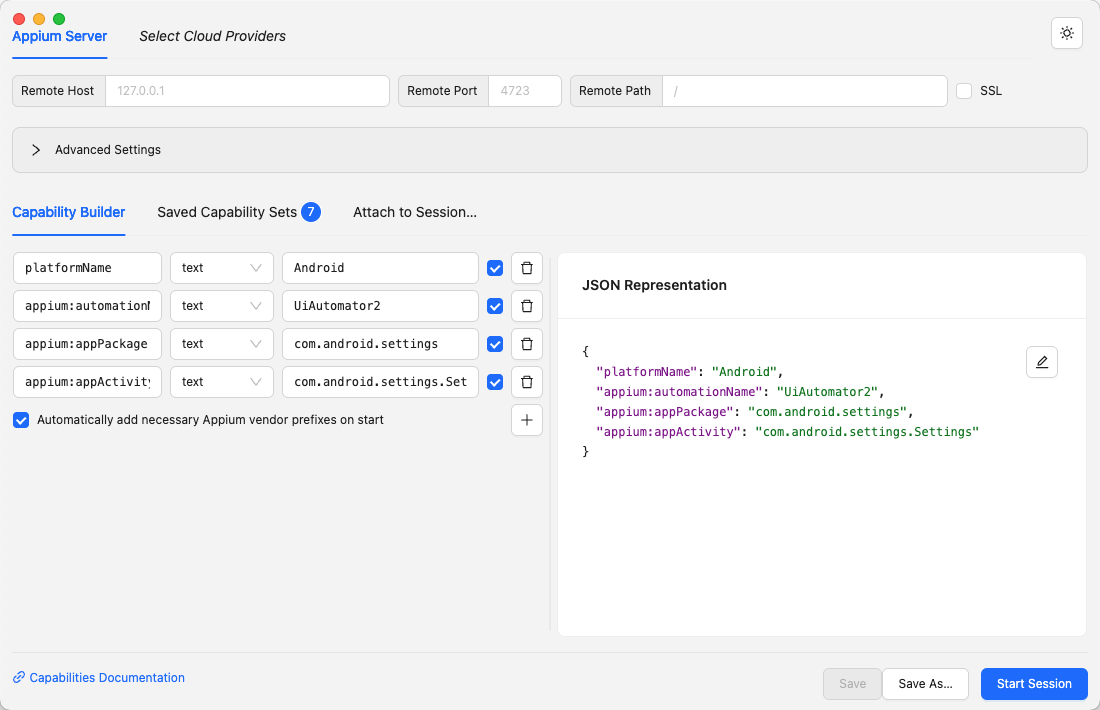 Appium Server
Select Cloud Providers
Remote Host 127.0.0.1 Remote Port 4723 Remote Path / SSL
Advanced Settings
Capability Builder
Saved Capability Sets 7
Attach to Session...
platformName text Android
appium:automationN text UiAutomator2
appium:appPackage text com.android.settings
appium:appActivity text com.android.settings.Set
Automatically add necessary Appium vendor prefixes on start
JSON Representation
{
"platformName": "Android",
"appium:automationName": "UiAutomator2",
"appium:appPackage": "com.android.settings",
"appium:appActivity": "com.android.settings.Settings"
}
Capabilities Documentation
Save
Save As...
Start Session